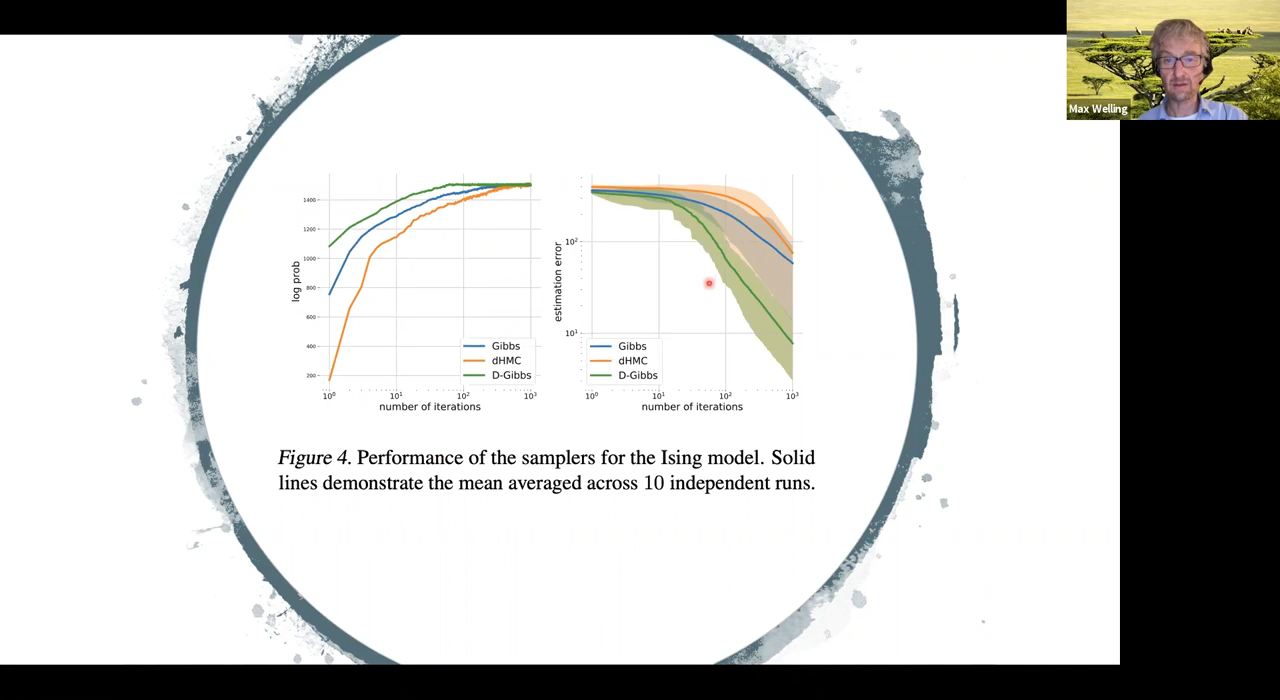 Max Welling
1400
1200
1000
800
600
400
200
log prob
Gibbs
dHMC
D-Gibbs
10⁰
10¹
10²
10³
number of iterations
10²
10¹
estimation error
Gibbs
dHMC
D-Gibbs
10⁰
10¹
10²
10³
number of iterations
Figure 4. Performance of the samplers for the Ising model. Solid
lines demonstrate the mean averaged across 10 independent runs.